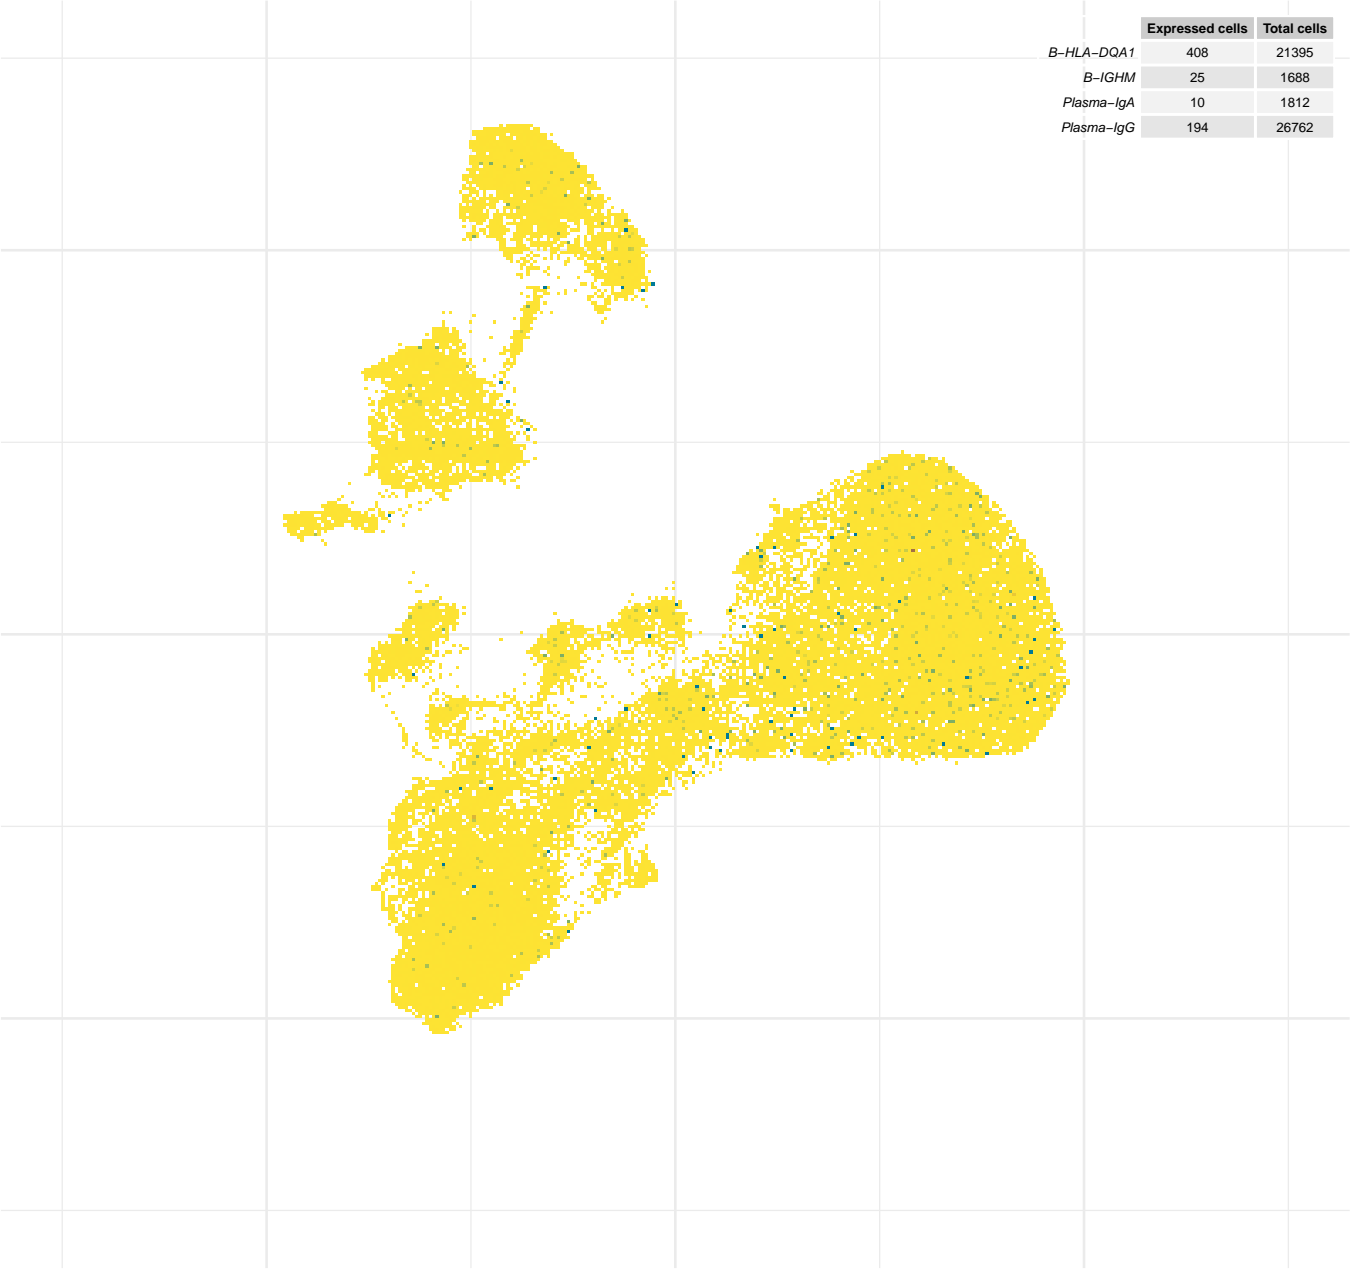 Expressed cells Total cells
B−HLA−DQA1 408 21395
B−IGHM 25 1688
Plasma−IgA 10 1812
Plasma−IgG 194 26762